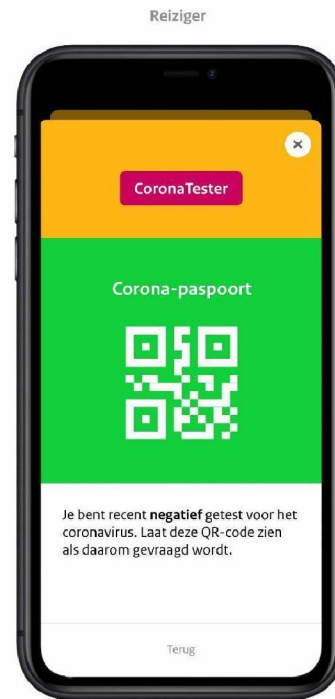 Reiziger
CoronaTester
Corona-paspoort
Je bent recent negatief getest voor het
coronavirus. Laat deze QR-code zien
als daarom gevraagd wordt.
Terug